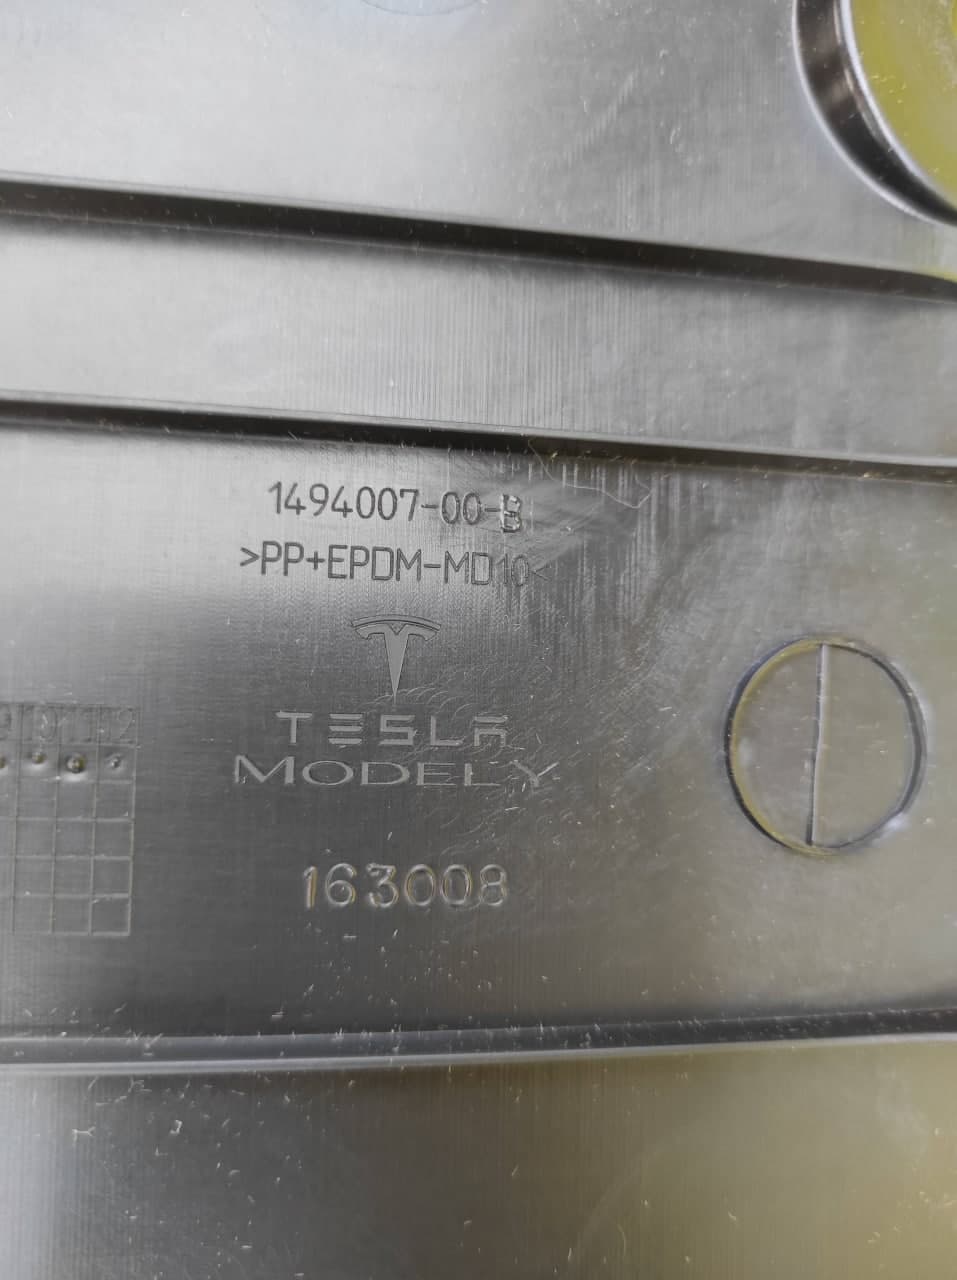 1494007-00-B
>PP+EPDM-MD10<
TESLA
MODEL Y
163008